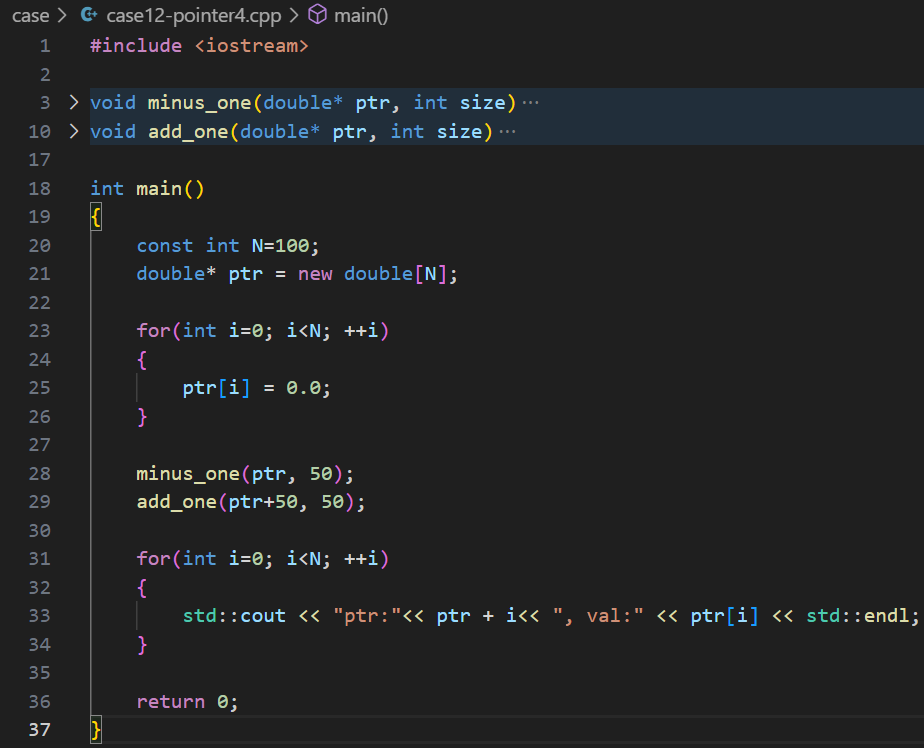 case > case12-pointer4.cpp > main()
1 #include <iostream>
2
3 > void minus_one(double* ptr, int size) ···
10 > void add_one(double* ptr, int size) ···
17
18 int main()
19 {
20     const int N=100;
21     double* ptr = new double[N];
22
23     for(int i=0; i<N; ++i)
24     {
25         ptr[i] = 0.0;
26     }
27
28     minus_one(ptr, 50);
29     add_one(ptr+50, 50);
30
31     for(int i=0; i<N; ++i)
32     {
33         std::cout << "ptr:"<< ptr + i<< ", val:" << ptr[i] << std::endl;
34     }
35
36     return 0;
37 }